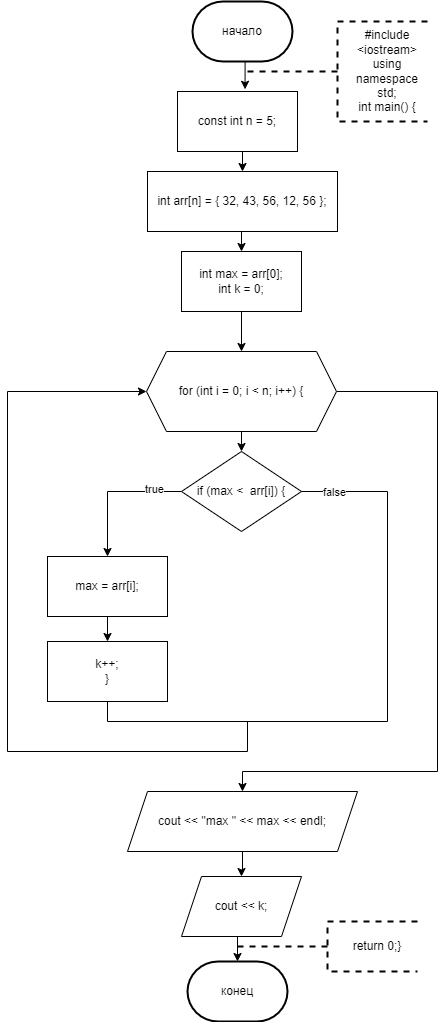 начало
#include
<iostream>
using
namespace
std;
int main() {
const int n = 5;
int arr[n] = { 32, 43, 56, 12, 56 };
int max = arr[0];
int k = 0;
for (int i = 0; i < n; i++) {
if (max <  arr[i]) {
true
false
max = arr[i];
k++;
}
cout << "max " << max << endl;
cout << k;
return 0;}
конец